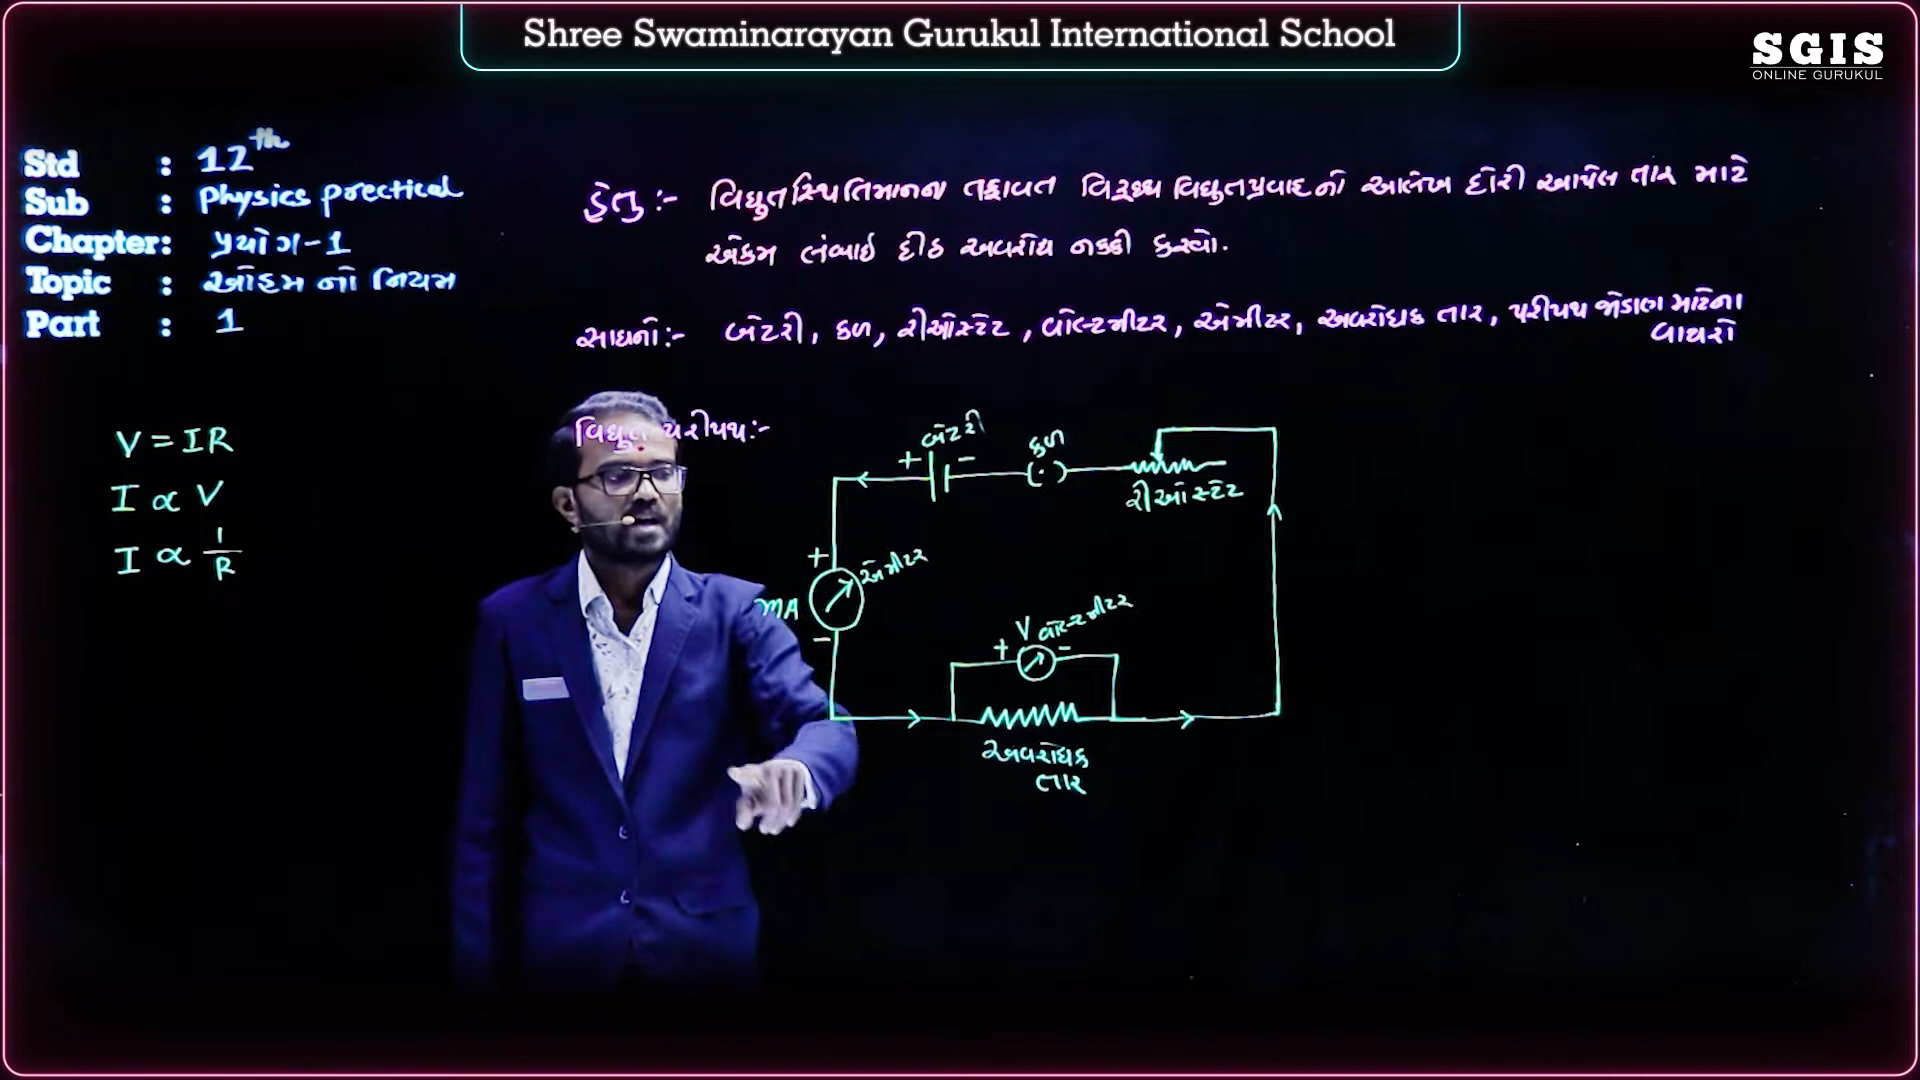 Shree Swaminarayan Gurukul International School
SGIS
ONLINE GURUKUL
Std : 12th
Sub : Physics prectical
Chapter: પ્રયોગ-1
Topic : ઓહમ નો નિયમ
Part : 1
હેતુ :- વિદ્યુતસ્થિતિમાનના તફાવત વિરૂધ્ધ વિદ્યુતપ્રવાહનો આલેખ દોરી આપેલ તાર માટે
એકમ લંબાઇ દીઠ અવરોધ નક્કી કરવો.
સાધનો:- બેટરી, કળ, રીઓસ્ટેટ, વોલ્ટમીટર, એમીટર, અવરોધક તાર, પરીપથ જોડાણ માટેના
વાયરો
V = IR
I ∝ V
I ∝ 1/R
વિદ્યુત પરીપથ:-
બેટરી
કળ
+ -
રીઓસ્ટેટ
+
એમીટર
mA
-
V વોલ્ટમીટર
+ -
અવરોધક
તાર